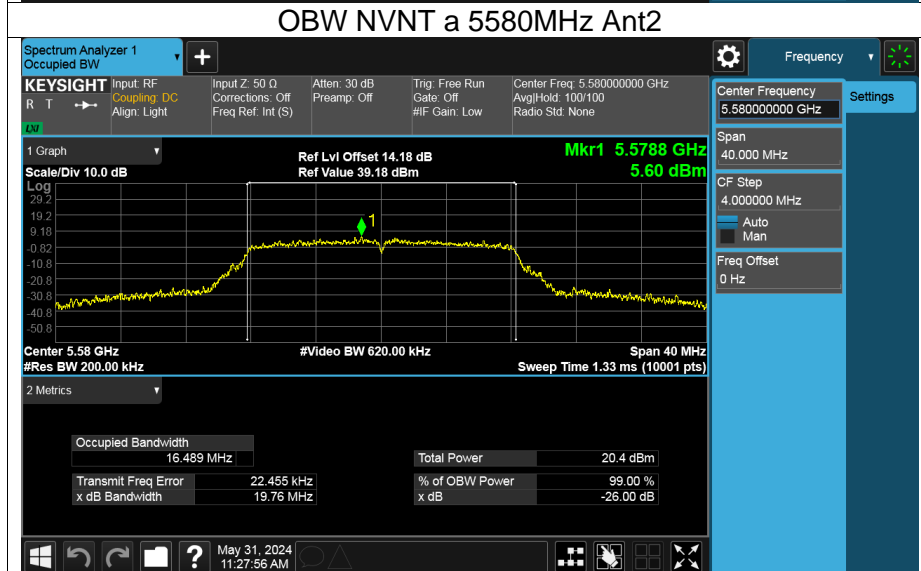 OBW NVNT a 5580MHz Ant2
Spectrum Analyzer 1
Occupied BW
+
Frequency
KEYSIGHT
R T
LXI
Input: RF
Coupling: DC
Align: Light
Input Z: 50 Ω
Corrections: Off
Freq Ref: Int (S)
Atten: 30 dB
Preamp: Off
Trig: Free Run
Gate: Off
#IF Gain: Low
Center Freq: 5.580000000 GHz
Avg|Hold: 100/100
Radio Std: None
Center Frequency
5.580000000 GHz
Settings
Span
40.000 MHz
CF Step
4.000000 MHz
Auto
Man
Freq Offset
0 Hz
1 Graph
Scale/Div 10.0 dB
Ref Lvl Offset 14.18 dB
Ref Value 39.18 dBm
Mkr1 5.5788 GHz
5.60 dBm
Log
29.2
19.2
9.18
-0.82
-10.8
-20.8
-30.8
-40.8
-50.8
1
Center 5.58 GHz
#Video BW 620.00 kHz
Span 40 MHz
#Res BW 200.00 kHz
Sweep Time 1.33 ms (10001 pts)
2 Metrics
Occupied Bandwidth
16.489 MHz
Total Power 20.4 dBm
Transmit Freq Error 22.455 kHz
% of OBW Power 99.00 %
x dB Bandwidth 19.76 MHz
x dB -26.00 dB
?
May 31, 2024
11:27:56 AM